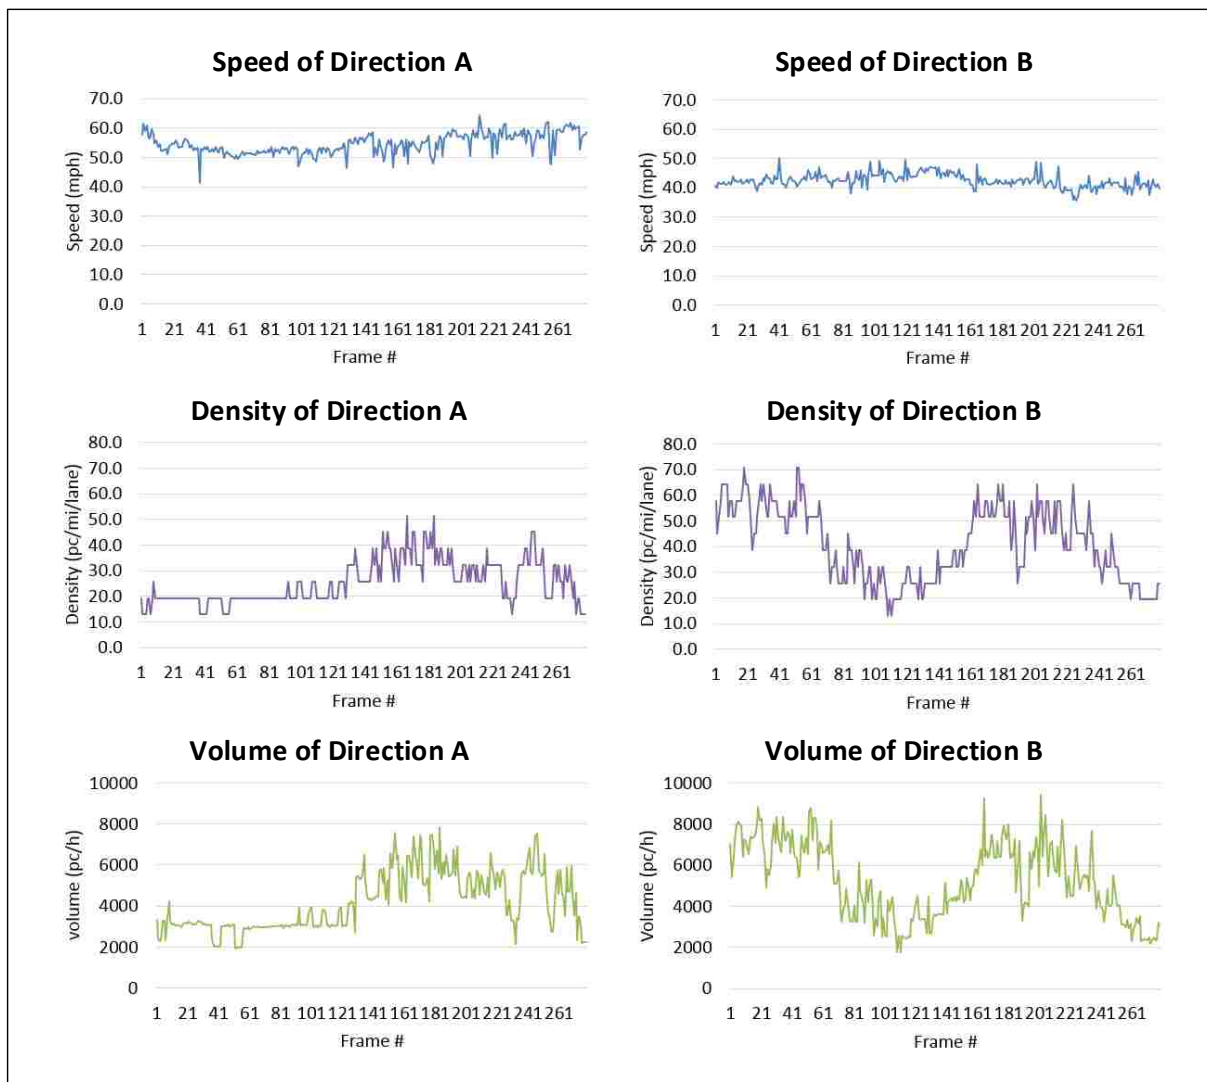 Speed of Direction A
70.0
60.0
50.0
40.0
30.0
20.0
10.0
0.0
Speed (mph)
1 21 41 61 81 101 121 141 161 181 201 221 241 261
Frame #
Speed of Direction B
70.0
60.0
50.0
40.0
30.0
20.0
10.0
0.0
Speed (mph)
1 21 41 61 81 101 121 141 161 181 201 221 241 261
Frame #
Density of Direction A
80.0
70.0
60.0
50.0
40.0
30.0
20.0
10.0
0.0
Density (pc/mi/lane)
1 21 41 61 81 101 121 141 161 181 201 221 241 261
Frame #
Density of Direction B
80.0
70.0
60.0
50.0
40.0
30.0
20.0
10.0
0.0
Density (pc/mi/lane)
1 21 41 61 81 101 121 141 161 181 201 221 241 261
Frame #
Volume of Direction A
10000
8000
6000
4000
2000
0
volume (pc/h)
1 21 41 61 81 101 121 141 161 181 201 221 241 261
Frame #
Volume of Direction B
10000
8000
6000
4000
2000
0
Volume (pc/h)
1 21 41 61 81 101 121 141 161 181 201 221 241 261
Frame #